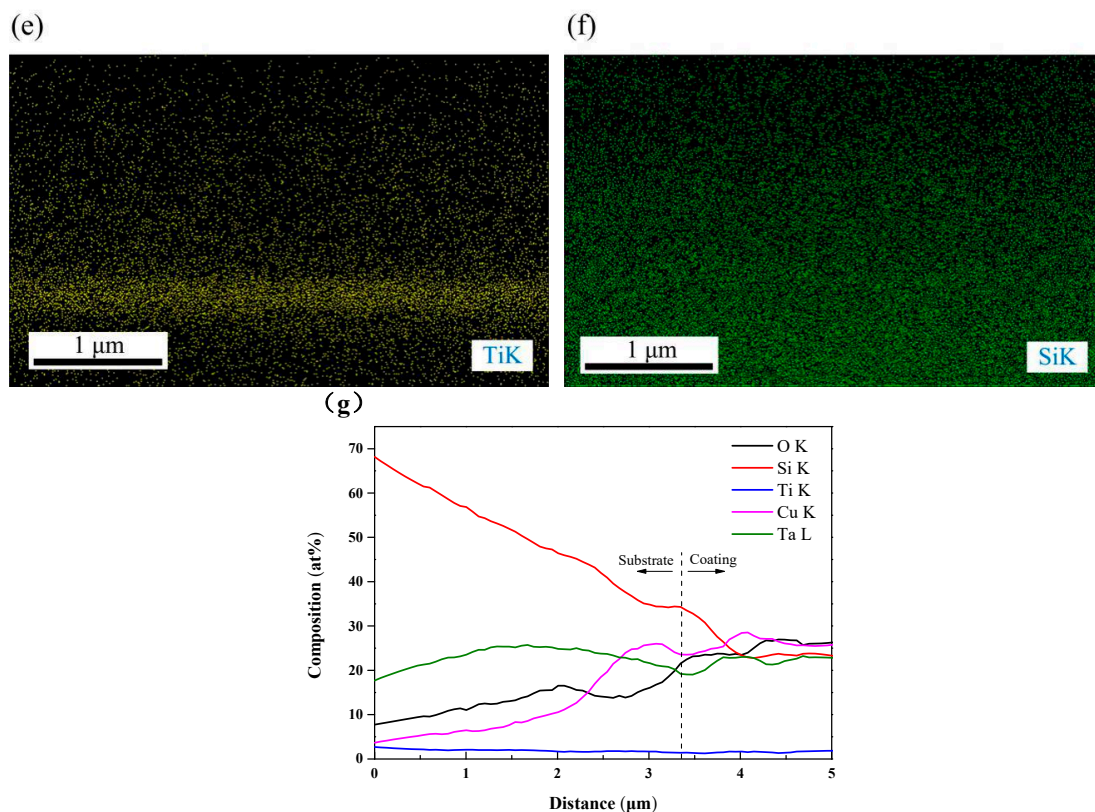 (e)
(f)
1 μm
TiK
1 μm
SiK
（g）
70
60
50
40
30
20
10
0
Composition (at%)
O K
Si K
Ti K
Cu K
Ta L
Substrate
Coating
0
1
2
3
4
5
Distance (μm)